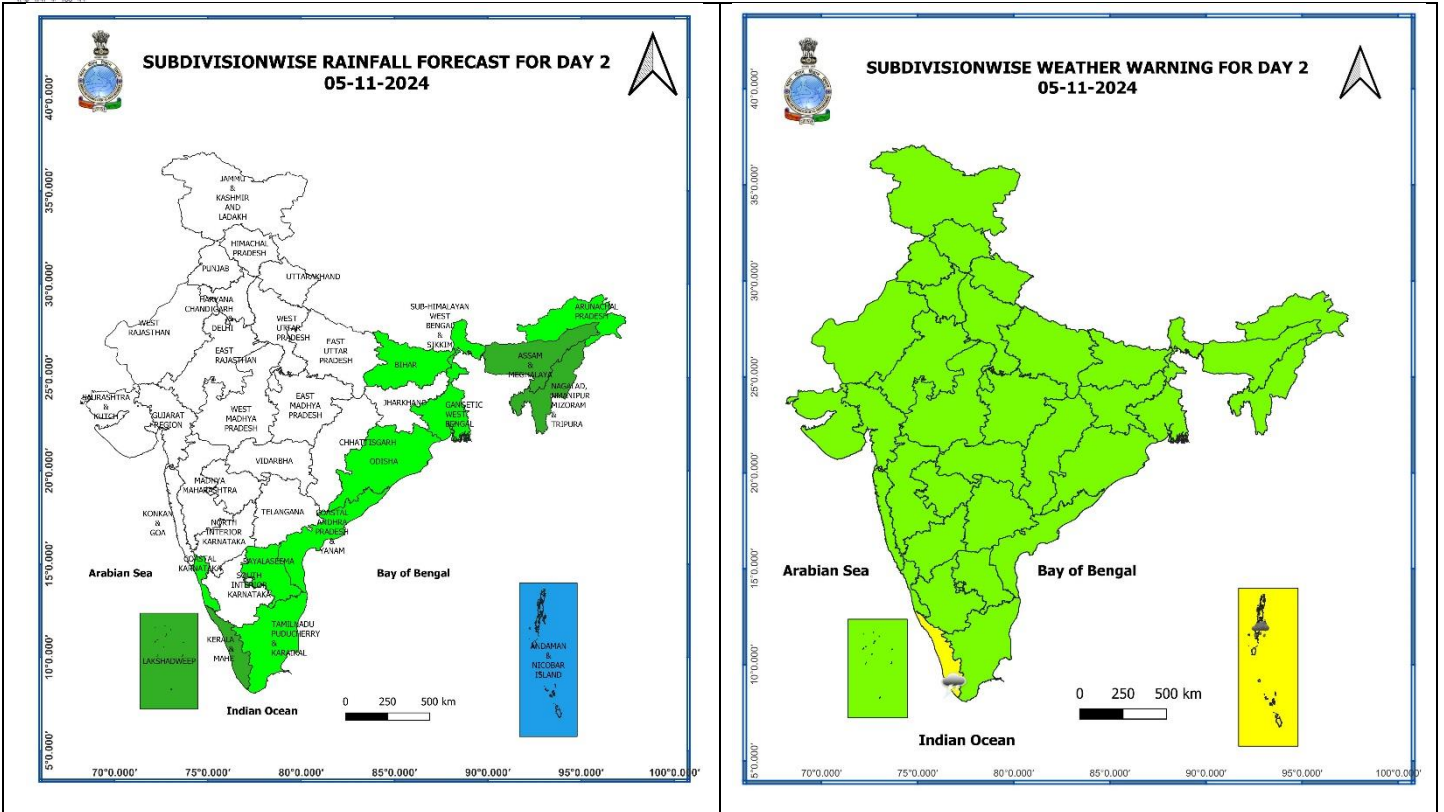 SUBDIVISIONWISE RAINFALL FORECAST FOR DAY 2
05-11-2024
40°0.000'
35°0.000'
30°0.000'
25°0.000'
20°0.000'
15°0.000'
10°0.000'
5°0.000'
JAMMU
&
KASHMIR
AND
LADAKH
HIMACHAL
PRADESH
PUNJAB
UTTARAKHAND
HARYANA
CHANDIGARH
&
DELHI
WEST
RAJASTHAN
WEST
UTTAR
PRADESH
EAST
RAJASTHAN
EAST
UTTAR
PRADESH
SUB-HIMALAYAN
WEST
BENGAL
&
SIKKIM
ARUNACHAL
PRADESH
BIHAR
ASSAM
&
MEGHALAYA
NAGALAD,
MANIPUR
MIZORAM
&
TRIPURA
SAURASHTRA
&
KUTCH
GUJARAT
REGION
WEST
MADHYA
PRADESH
EAST
MADHYA
PRADESH
JHARKHAND
GANGETIC
WEST
BENGAL
CHHATTISGARH
ODISHA
VIDARBHA
MADHYA
MAHARASHTRA
KONKAN
&
GOA
NORTH
INTERIOR
KARNATAKA
TELANGANA
COASTAL
ANDHRA
PRADESH
&
YANAM
COASTAL
KARNATAKA
RAYALASEEMA
SOUTH
INTERIOR
KARNATAKA
Arabian Sea
Bay of Bengal
TAMILNADU
PUDUCHERRY
&
KARAIKAL
KERALA
&
MAHE
LAKSHADWEEP
ANDAMAN
&
NICOBAR
ISLAND
0 250 500 km
Indian Ocean
70°0.000' 75°0.000' 80°0.000' 85°0.000' 90°0.000' 95°0.000' 100°0.000'
SUBDIVISIONWISE WEATHER WARNING FOR DAY 2
05-11-2024
40°0.000'
35°0.000'
30°0.000'
25°0.000'
20°0.000'
15°0.000'
10°0.000'
5°0.000'
Arabian Sea
Bay of Bengal
0 250 500 km
Indian Ocean
70°0.000' 75°0.000' 80°0.000' 85°0.000' 90°0.000' 95°0.000' 100°0.000'